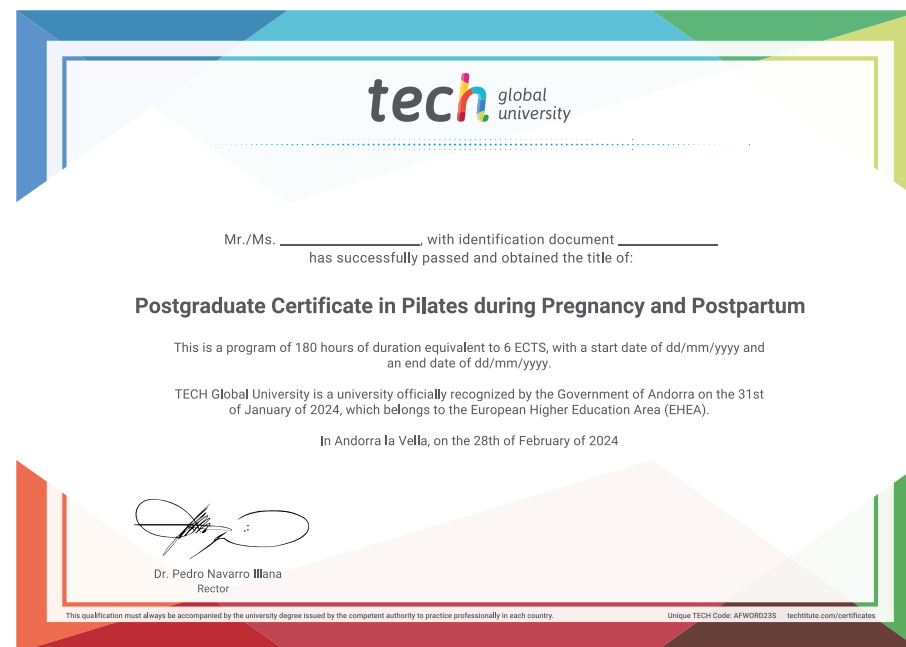 tech global
university
Mr./Ms. ____________, with identification document ____________
has successfully passed and obtained the title of:
Postgraduate Certificate in Pilates during Pregnancy and Postpartum
This is a program of 180 hours of duration equivalent to 6 ECTS, with a start date of dd/mm/yyyy and
an end date of dd/mm/yyyy.
TECH Global University is a university officially recognized by the Government of Andorra on the 31st
of January of 2024, which belongs to the European Higher Education Area (EHEA).
In Andorra la Vella, on the 28th of February of 2024
Dr. Pedro Navarro Illana
Rector
This qualification must always be accompanied by the university degree issued by the competent authority to practice professionally in each country.
Unique TECH Code: AFWORD23S techtitute.com/certificates